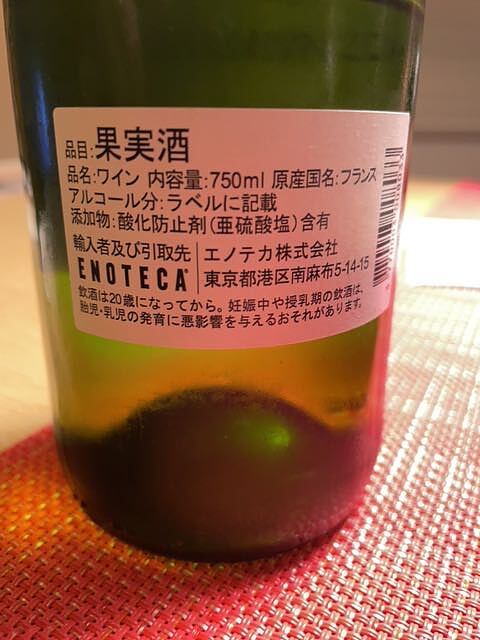 品目:果実酒
品名:ワイン 内容量:750ml 原産国名:フランス
アルコール分:ラベルに記載
添加物:酸化防止剤(亜硫酸塩)含有
輸入者及び引取先 エノテカ株式会社
ENOTECA® 東京都港区南麻布5-14-15
飲酒は20歳になってから。妊娠中や授乳期の飲酒は、
胎児・乳児の発育に悪影響を与えるおそれがあります。